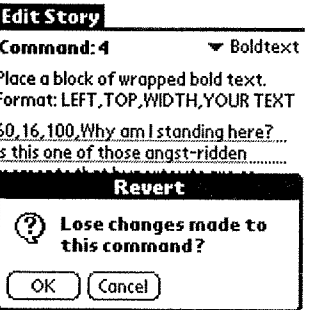 Edit Story
Command: 4 Boldtext
Place a block of wrapped bold text.
Format: LEFT,TOP,WIDTH,YOUR TEXT
60,16,100,Why am I standing here?
Is this one of those angst-ridden
Revert
Lose changes made to
this command?
OK Cancel